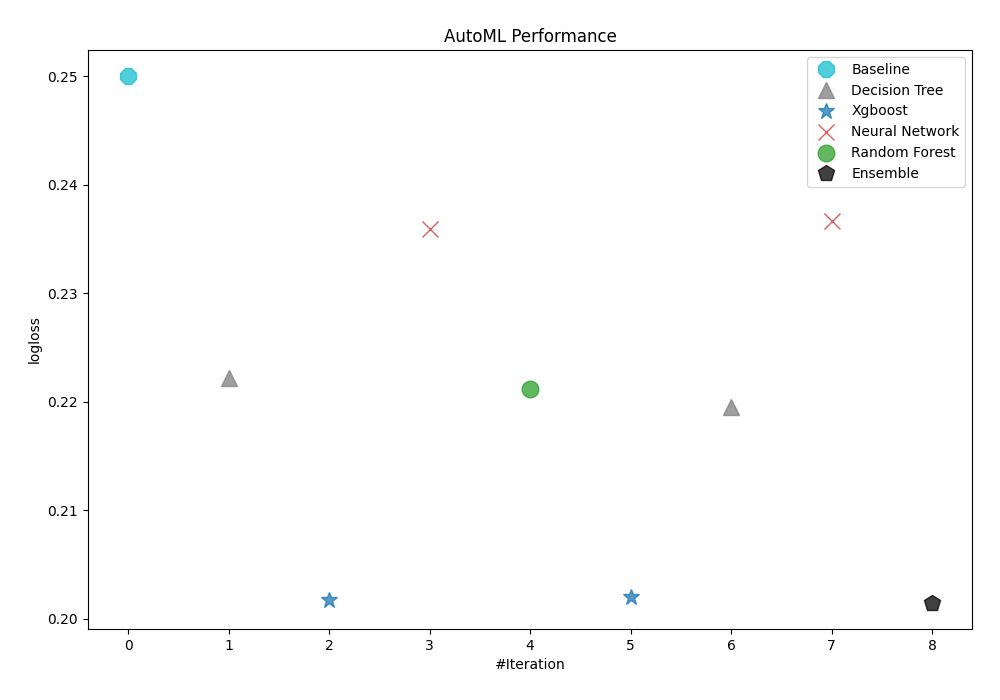 AutoML Performance
0.25
0.24
0.23
0.22
0.21
0.20
logloss
Baseline
Decision Tree
Xgboost
Neural Network
Random Forest
Ensemble
0 1 2 3 4 5 6 7 8
#Iteration